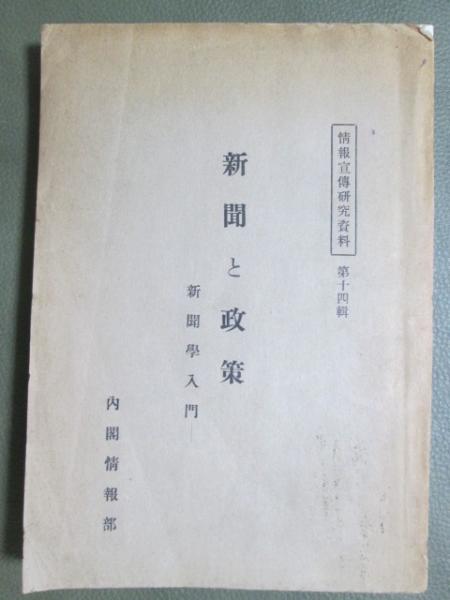 情報宣傳研究資料 第十四輯
新聞と政策
新聞學入門―
內閣情報部